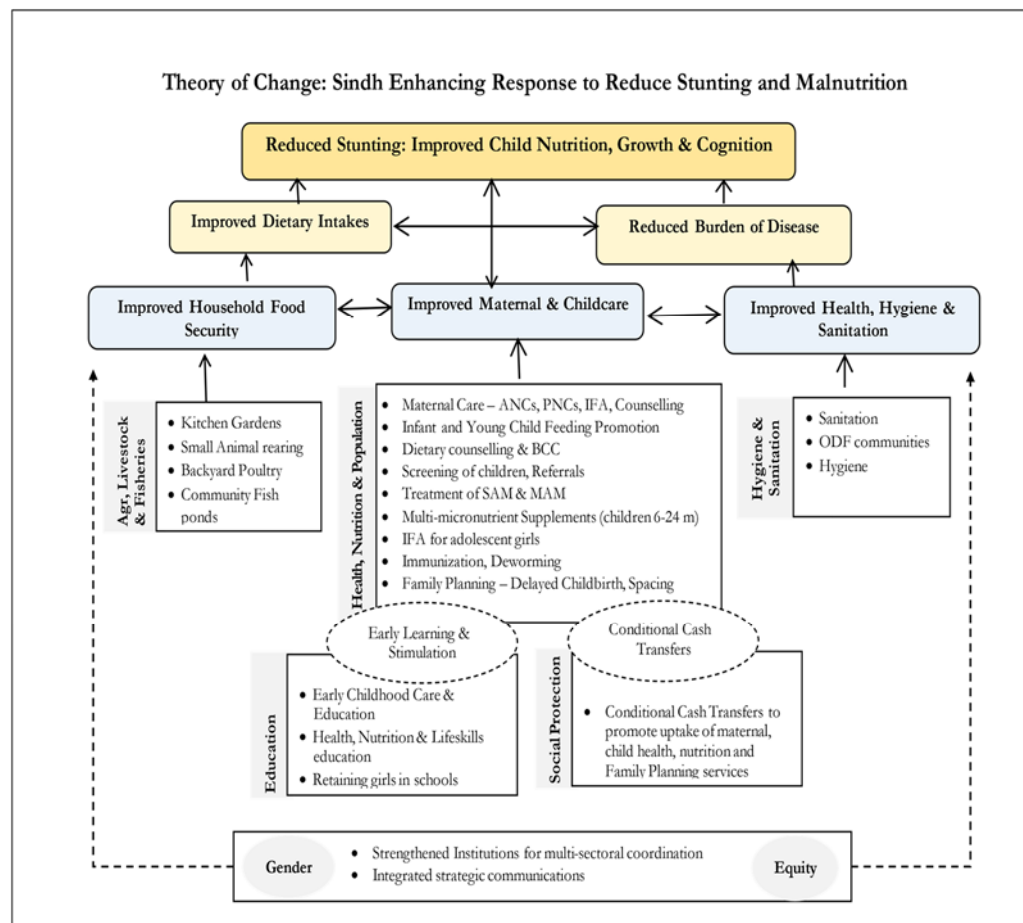 Theory of Change: Sindh Enhancing Response to Reduce Stunting and Malnutrition
Reduced Stunting: Improved Child Nutrition, Growth & Cognition
Improved Dietary Intakes
Reduced Burden of Disease
Improved Household Food
Security
Improved Maternal & Childcare
Improved Health, Hygiene &
Sanitation
Agr, Livestock
& Fisheries
• Kitchen Gardens
• Small Animal rearing
• Backyard Poultry
• Community Fish
ponds
Health, Nutrition & Population
• Maternal Care – ANCs, PNCs, IFA, Counselling
• Infant and Young Child Feeding Promotion
• Dietary counselling & BCC
• Screening of children, Referrals
• Treatment of SAM & MAM
• Multi-micronutrient Supplements (children 6-24 m)
• IFA for adolescent girls
• Immunization, Deworming
• Family Planning – Delayed Childbirth, Spacing
Hygiene &
Sanitation
• Sanitation
• ODF communities
• Hygiene
Early Learning &
Stimulation
Conditional Cash
Transfers
Education
• Early Childhood Care &
Education
• Health, Nutrition & Lifeskills
education
• Retaining girls in schools
Social Protection
• Conditional Cash Transfers to
promote uptake of maternal,
child health, nutrition and
Family Planning services
Gender
• Strengthened Institutions for multi-sectoral coordination
• Integrated strategic communications
Equity